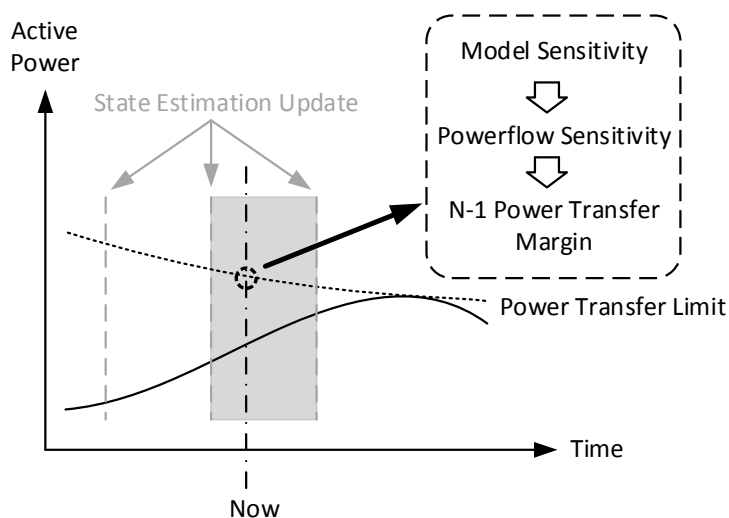 Active
Power
State Estimation Update
Model Sensitivity
Powerflow Sensitivity
N-1 Power Transfer
Margin
Power Transfer Limit
Time
Now